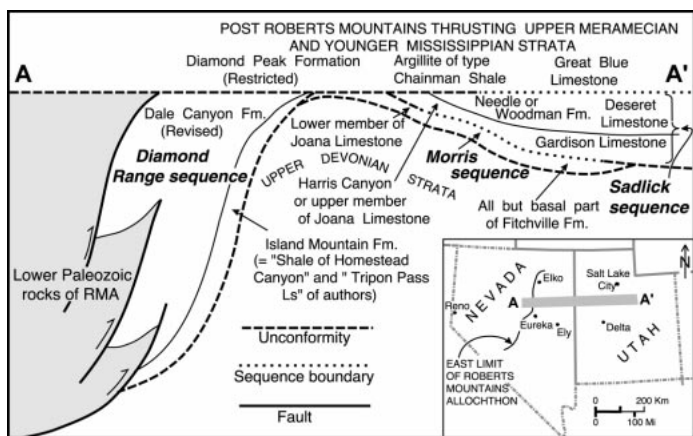 POST ROBERTS MOUNTAINS THRUSTING UPPER MERAMECIAN
AND YOUNGER MISSISSIPPIAN STRATA
A
A'
Diamond Peak Formation
(Restricted)
Argillite of type
Chainman Shale
Great Blue
Limestone
Dale Canyon Fm.
(Revised)
Lower member of
Joana Limestone
Needle or
Woodman Fm.
Deseret
Limestone
Gardison Limestone
Diamond
Range sequence
UPPER DEVONIAN STRATA
Morris
sequence
Sadlick
sequence
Harris Canyon
or upper member
of Joana Limestone
All but basal part
of Fitchville Fm.
Island Mountain Fm.
(= "Shale of Homestead
Canyon" and " Tripon Pass
Ls" of authors)
Lower Paleozoic
rocks of RMA
Unconformity
Sequence boundary
Fault
N
NEVADA
Elko
Salt Lake
City
A
A'
Reno
Eureka
Ely
Delta
UTAH
EAST LIMIT
OF ROBERTS
MOUNTAINS
ALLOCHTHON
0 200 Km
0 100 Mi